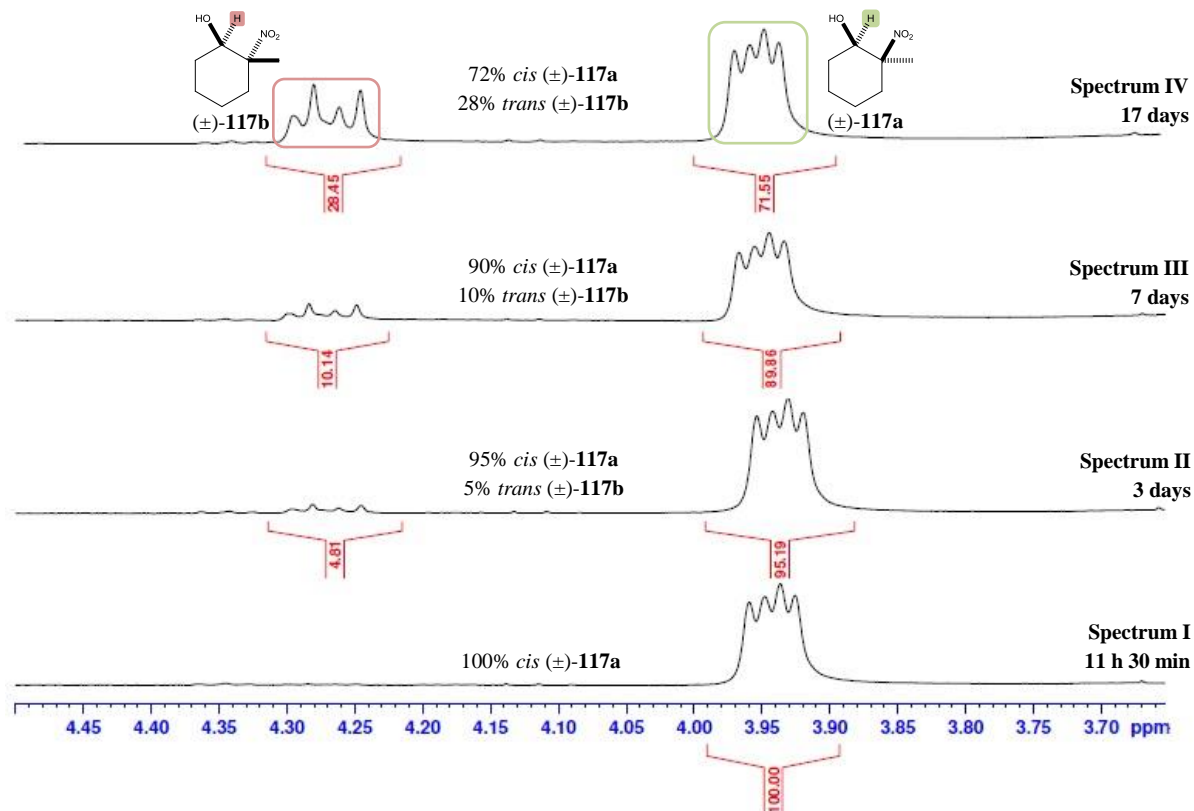 HO
H
NO₂
(±)-117b
72% cis (±)-117a
28% trans (±)-117b
HO
H
NO₂
(±)-117a
Spectrum IV
17 days
28.45
71.55
90% cis (±)-117a
10% trans (±)-117b
Spectrum III
7 days
10.14
89.86
95% cis (±)-117a
5% trans (±)-117b
Spectrum II
3 days
4.81
95.19
100% cis (±)-117a
Spectrum I
11 h 30 min
4.45 4.40 4.35 4.30 4.25 4.20 4.15 4.10 4.05 4.00 3.95 3.90 3.85 3.80 3.75 3.70 ppm
100.00